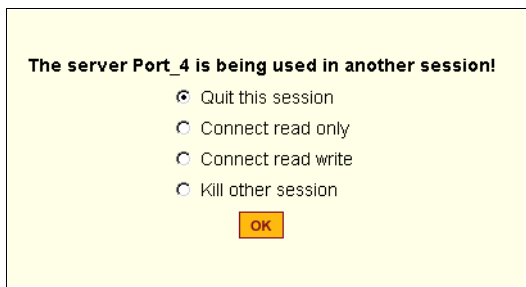 The server Port_4 is being used in another session!
Quit this session
Connect read only
Connect read write
Kill other session
OK